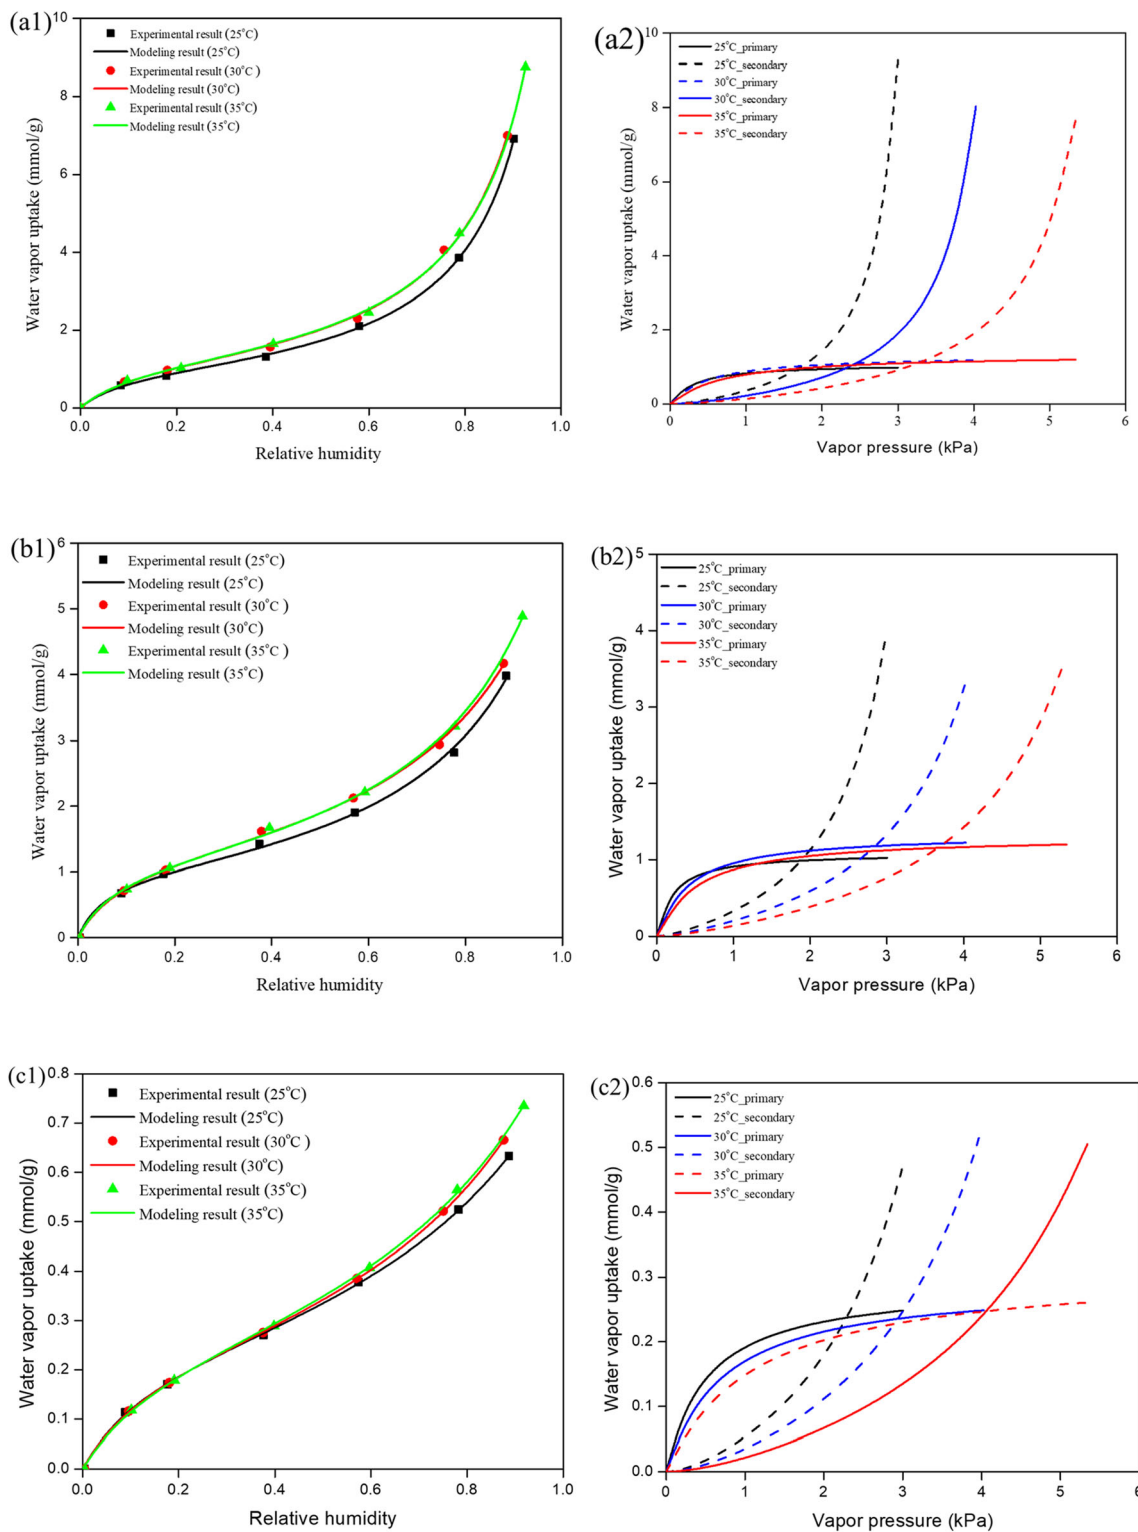 (a1)
10
8
6
4
2
0
Water vapor uptake (mmol/g)
Experimental result (25°C)
Modeling result (25°C)
Experimental result (30°C )
Modeling result (30°C)
Experimental result (35°C)
Modeling result (35°C)
0.0 0.2 0.4 0.6 0.8 1.0
Relative humidity
(a2)
10
8
6
4
2
0
Water vapor uptake (mmol/g)
25°C_primary
25°C_secondary
30°C_primary
30°C_secondary
35°C_primary
35°C_secondary
0 1 2 3 4 5 6
Vapor pressure (kPa)
(b1)
6
5
4
3
2
1
0
Water vapor uptake (mmol/g)
Experimental result (25°C)
Modeling result (25°C)
Experimental result (30°C )
Modeling result (30°C)
Experimental result (35°C)
Modeling result (35°C)
0.0 0.2 0.4 0.6 0.8 1.0
Relative humidity
(b2)
5
4
3
2
1
0
Water vapor uptake (mmol/g)
25°C_primary
25°C_secondary
30°C_primary
30°C_secondary
35°C_primary
35°C_secondary
0 1 2 3 4 5 6
Vapor pressure (kPa)
(c1)
0.8
0.7
0.6
0.5
0.4
0.3
0.2
0.1
0.0
Water vapor uptake (mmol/g)
Experimental result (25°C)
Modeling result (25°C)
Experimental result (30°C )
Modeling result (30°C)
Experimental result (35°C)
Modeling result (35°C)
0.0 0.2 0.4 0.6 0.8 1.0
Relative humidity
(c2)
0.6
0.5
0.4
0.3
0.2
0.1
0.0
Water vapor uptake (mmol/g)
25°C_primary
25°C_secondary
30°C_primary
30°C_secondary
35°C_primary
35°C_secondary
0 1 2 3 4 5 6
Vapor pressure (kPa)